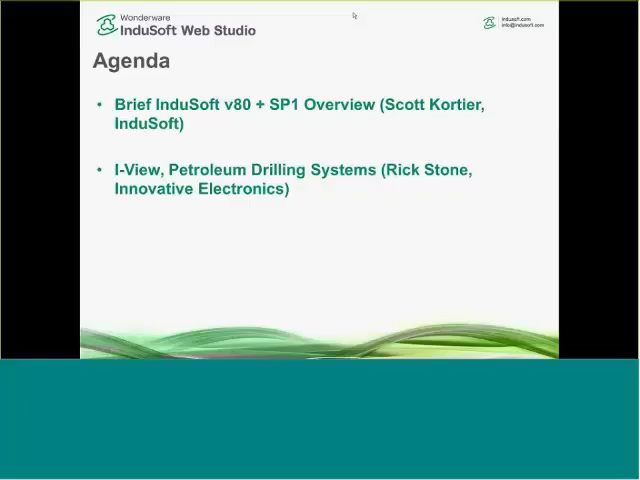 Wonderware
InduSoft Web Studio
indusoft.com
info@indusoft.com
Agenda
• Brief InduSoft v80 + SP1 Overview (Scott Kortier,
InduSoft)
• I-View, Petroleum Drilling Systems (Rick Stone,
Innovative Electronics)